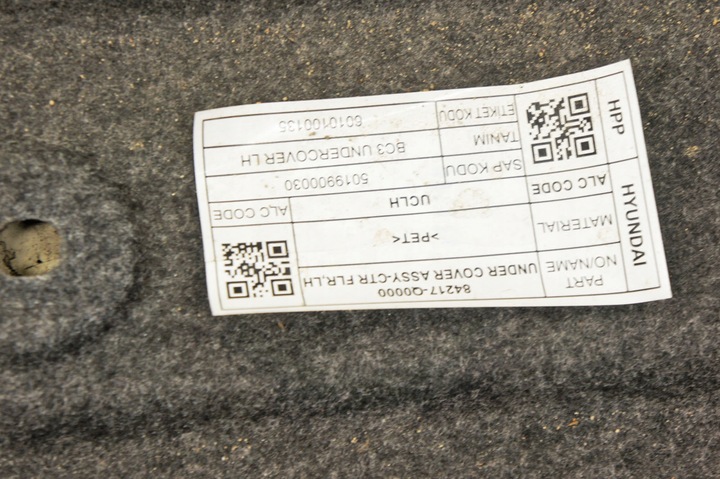 HYUNDAI
PART NO/NAME
84217-Q0000
UNDER COVER ASSY-CTR FLR,LH
MATERIAL
>PET<
ALC CODE
UCLH
ALC CODE
HPP
SAP KODU
5019900030
TANIM
BC3 UNDERCOVER LH
ETIKET KODU
6010100135